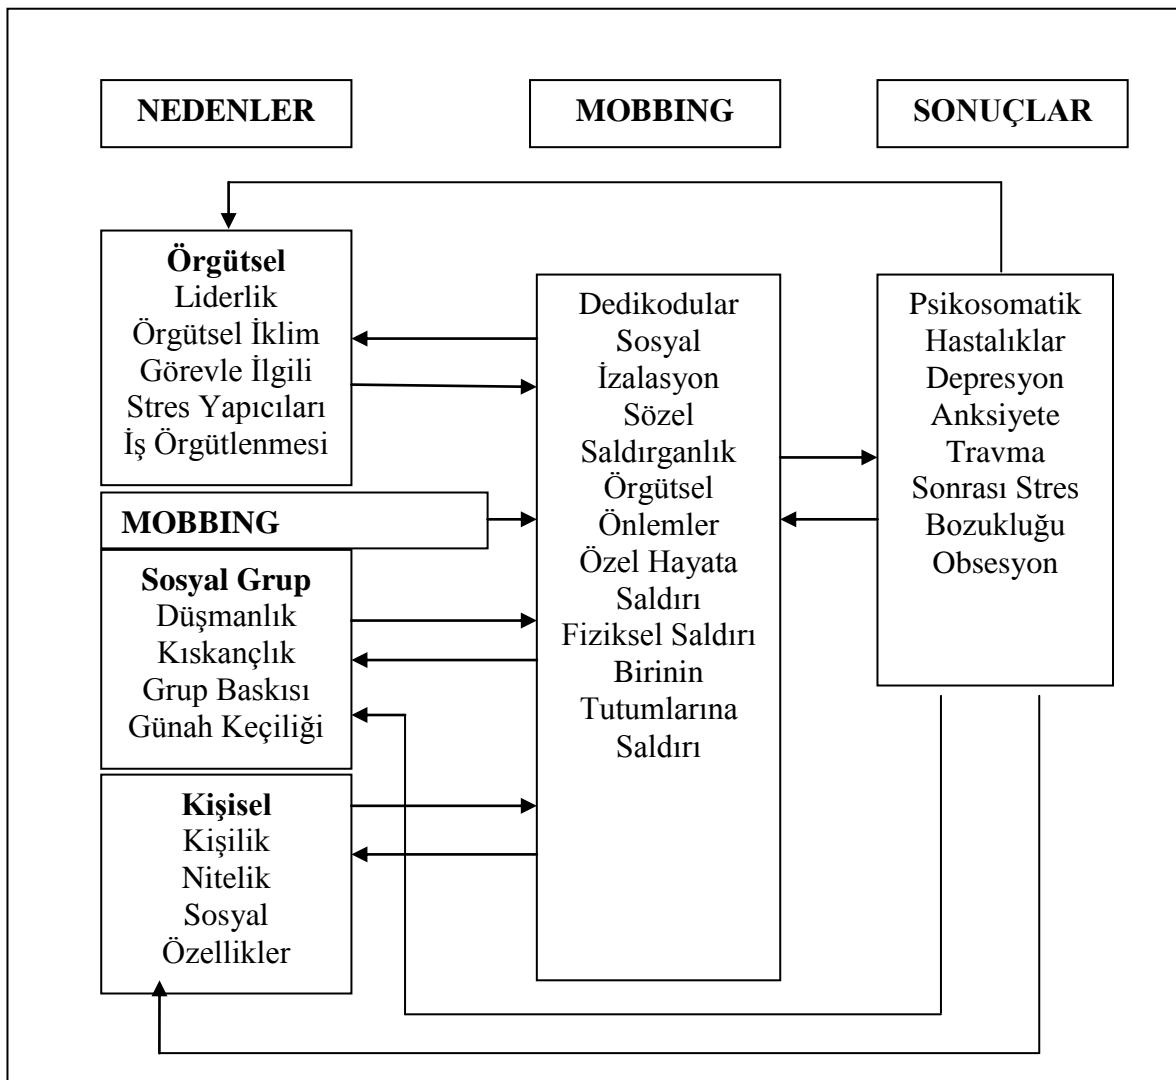 NEDENLER
MOBBING
SONUÇLAR
Örgütsel
Liderlik
Örgütsel İklim
Görevle İlgili
Stres Yapıcıları
İş Örgütlenmesi
MOBBING
Sosyal Grup
Düşmanlık
Kıskançlık
Grup Baskısı
Günah Keçiliği
Kişisel
Kişilik
Nitelik
Sosyal
Özellikler
Dedikodular
Sosyal
İzalasyon
Sözel
Saldırganlık
Örgütsel
Önlemler
Özel Hayata
Saldırı
Fiziksel Saldırı
Birinin
Tutumlarına
Saldırı
Psikosomatik
Hastalıklar
Depresyon
Anksiyete
Travma
Sonrası Stres
Bozukluğu
Obsesyon